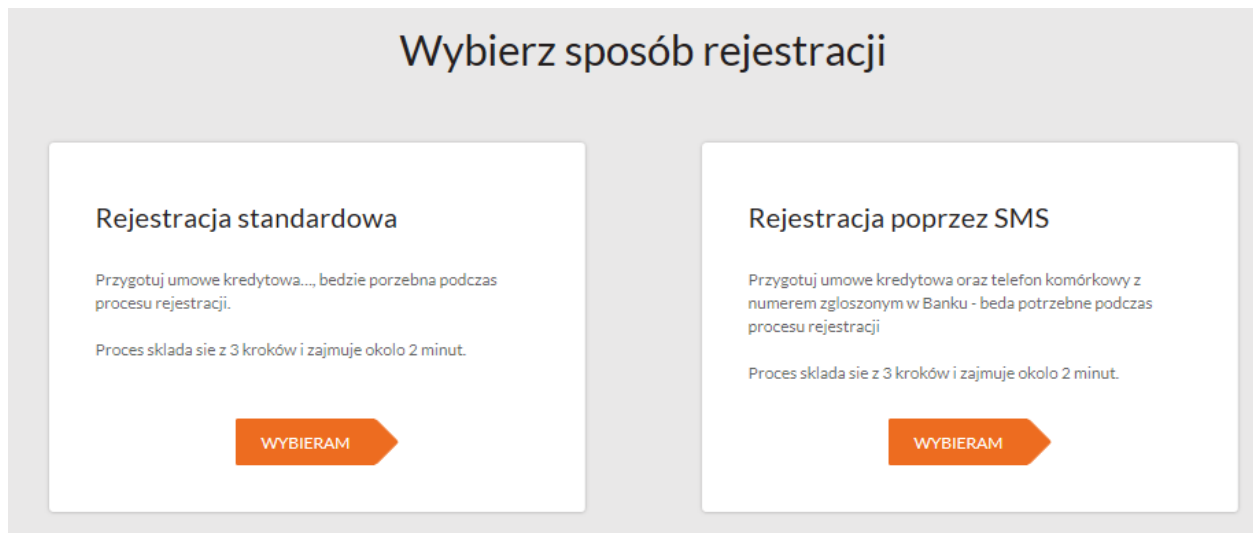 Wybierz sposób rejestracji
Rejestracja standardowa
Przygotuj umowe kredytowa..., bedzie porzebna podczas
procesu rejestracji.
Proces sklada sie z 3 kroków i zajmuje okolo 2 minut.
WYBIERAM
Rejestracja poprzez SMS
Przygotuj umowe kredytowa oraz telefon komórkowy z
numerem zgloszonym w Banku - beda potrzebne podczas
procesu rejestracji
Proces sklada sie z 3 kroków i zajmuje okolo 2 minut.
WYBIERAM